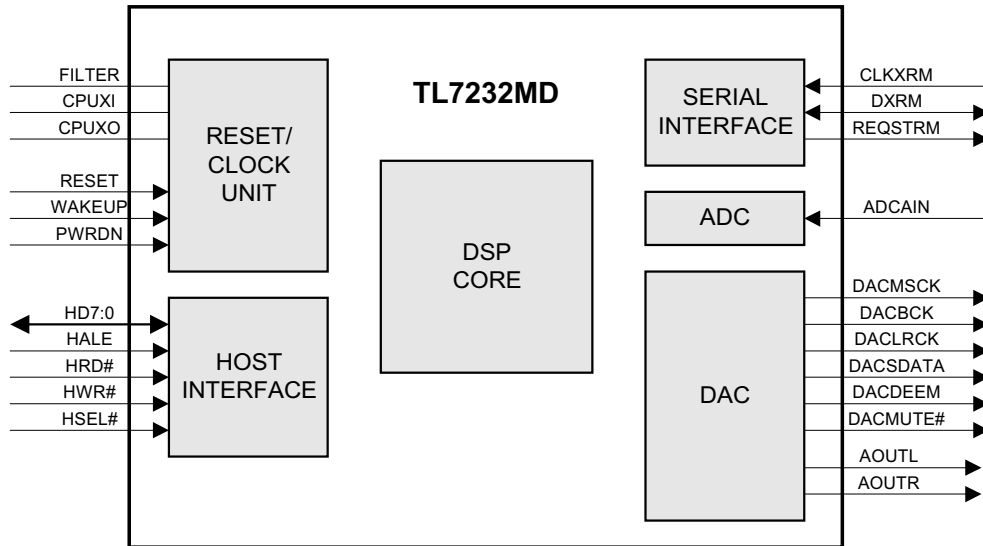 TL7232MD
FILTER
CPUXI
CPUXO
RESET
WAKEUP
PWRDN
RESET/
CLOCK
UNIT
HD7:0
HALE
HRD#
HWR#
HSEL#
HOST
INTERFACE
DSP
CORE
SERIAL
INTERFACE
CLKXRM
DXRM
REQSTRM
ADC
ADCAIN
DAC
DACMSCK
DACBCK
DACLRCK
DACSDATA
DACDEEM
DACMUTE#
AOUTL
AOUTR